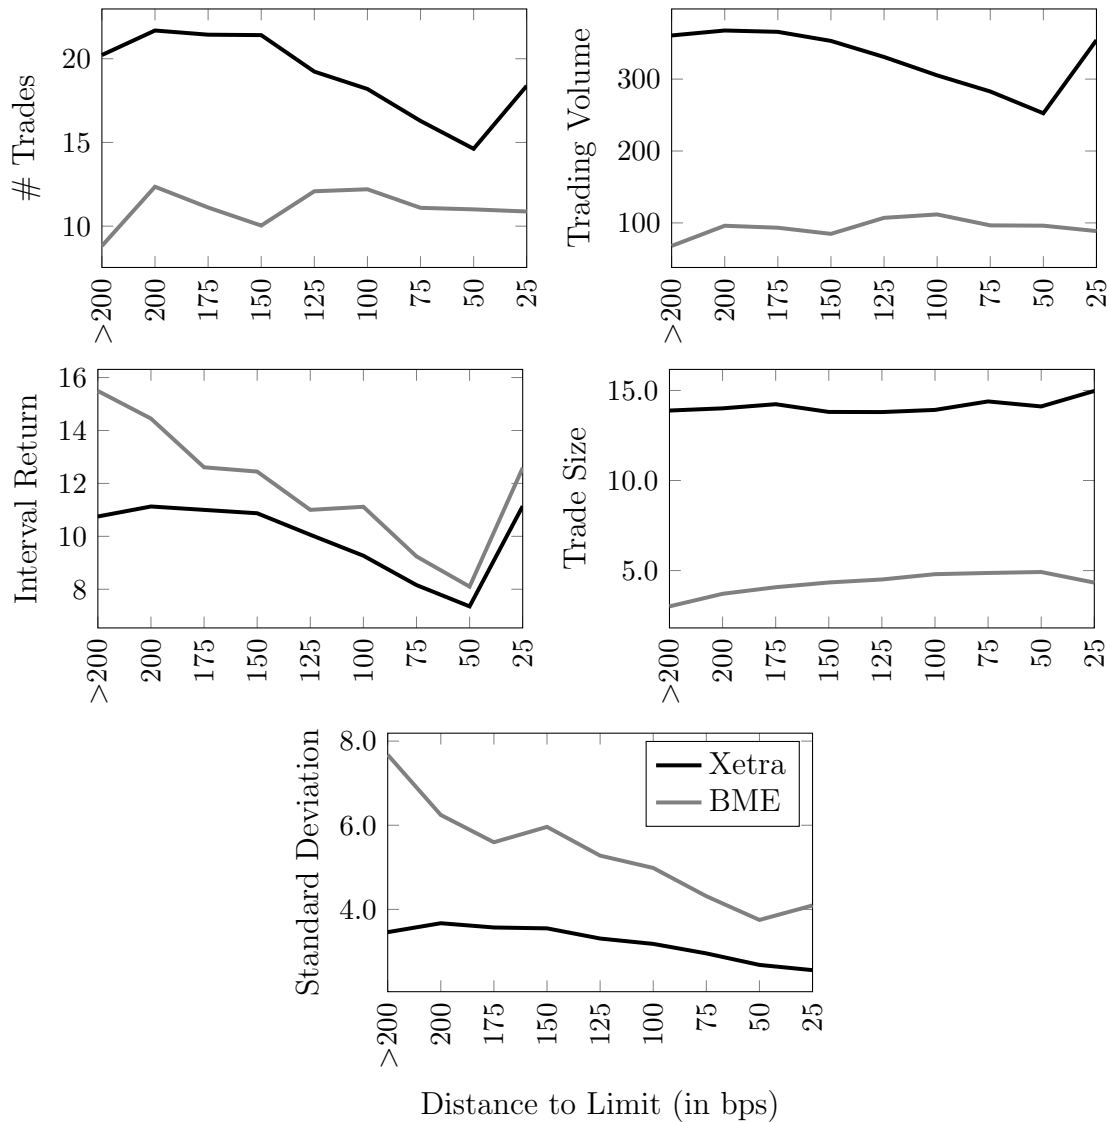 # Trades
20
15
10
>200 200 175 150 125 100 75 50 25
Trading Volume
300
200
100
>200 200 175 150 125 100 75 50 25
Interval Return
16
14
12
10
8
>200 200 175 150 125 100 75 50 25
Trade Size
15.0
10.0
5.0
>200 200 175 150 125 100 75 50 25
Standard Deviation
8.0
6.0
4.0
Xetra
BME
>200 200 175 150 125 100 75 50 25
Distance to Limit (in bps)